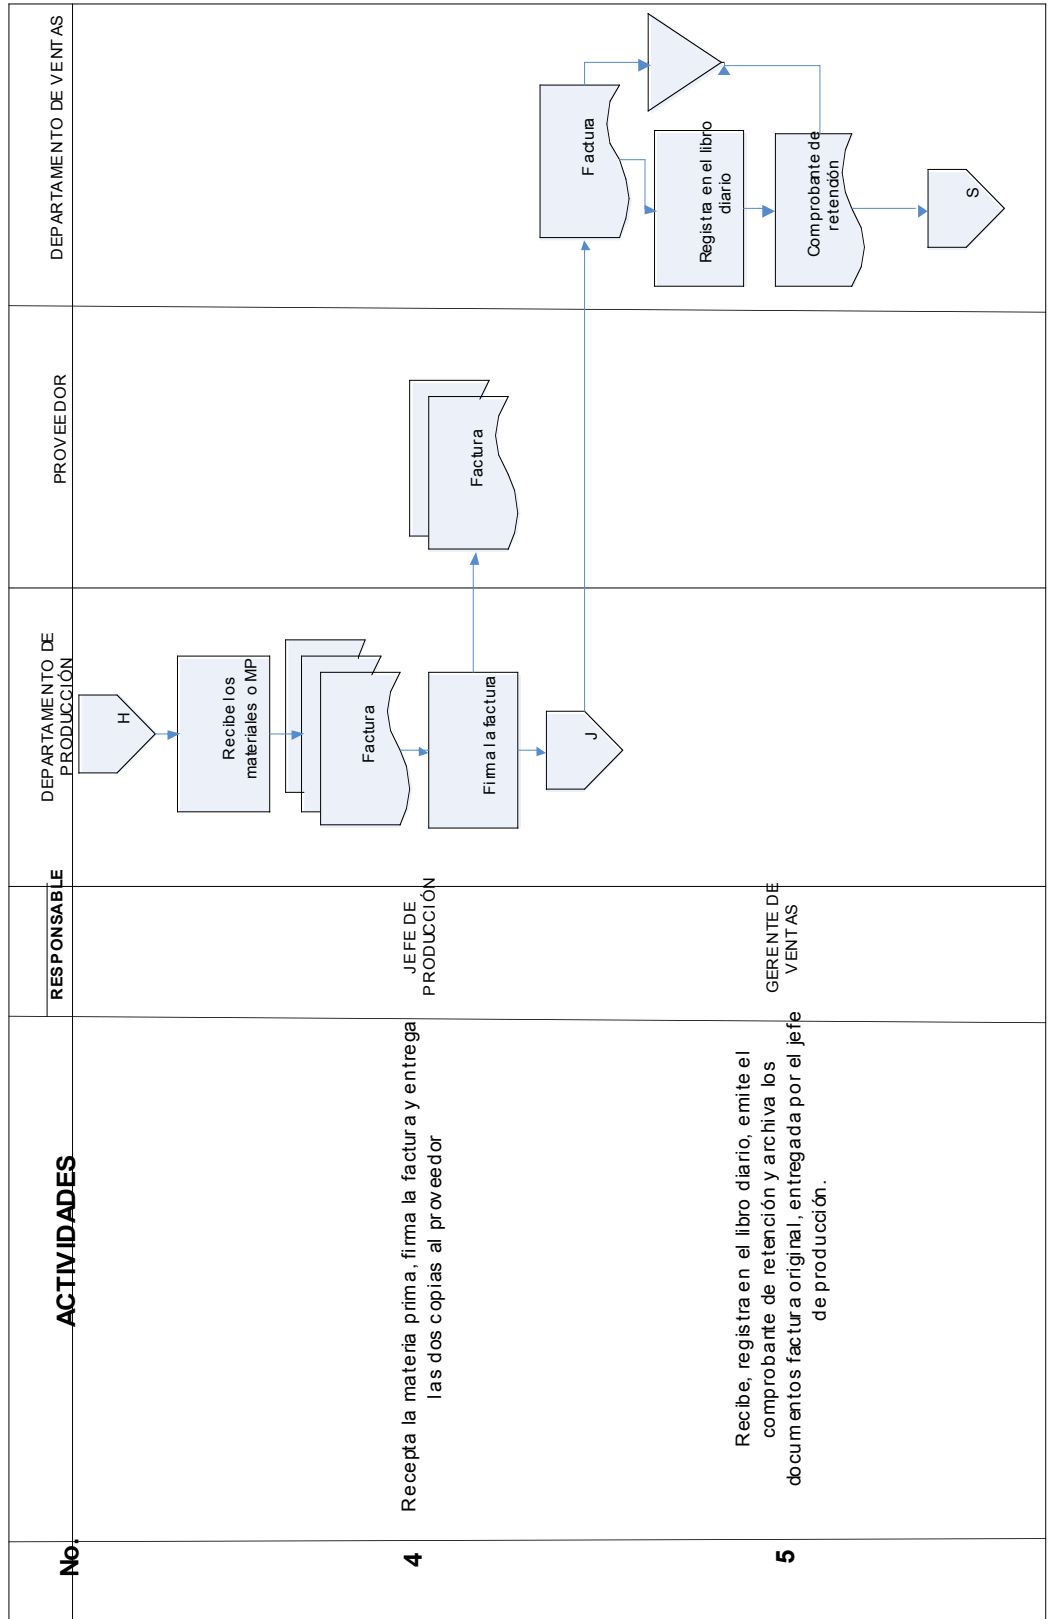 No.
ACTIVIDADES
RESPONSABLE
DEPARTAMENTO DE
PRODUCCIÓN
PROVEEDOR
DEPARTAMENTO DE VENTAS
4
Recepta la materia prima, firma la factura y entrega
las dos copias al proveedor
JEFE DE
PRODUCCIÓN
H
Recibe los
materiales o MP
Factura
Firma la factura
J
Factura
5
Recibe, registra en el libro diario, emite el
comprobante de retención y archiva los
documentos factura original, entregada por el jefe
de producción.
GERENTE DE
VENTAS
Factura
Registra en el libro
diario
Comprobante de
retención
S